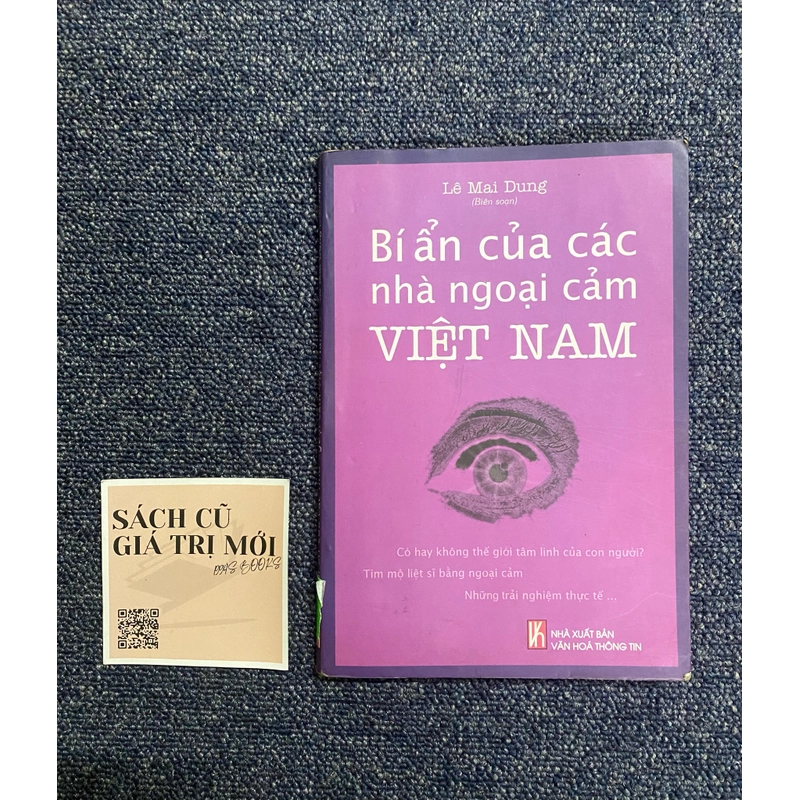 Lê Mai Dung
(Biên soạn)
Bí ẩn của các
nhà ngoại cảm
VIỆT NAM
Có hay không thế giới tâm linh của con người?
Tìm mộ liệt sĩ bằng ngoại cảm
Những trải nghiệm thực tế ...
NHÀ XUẤT BẢN
VĂN HOÁ THÔNG TIN
SÁCH CŨ
GIÁ TRỊ MỚI
BOOKS